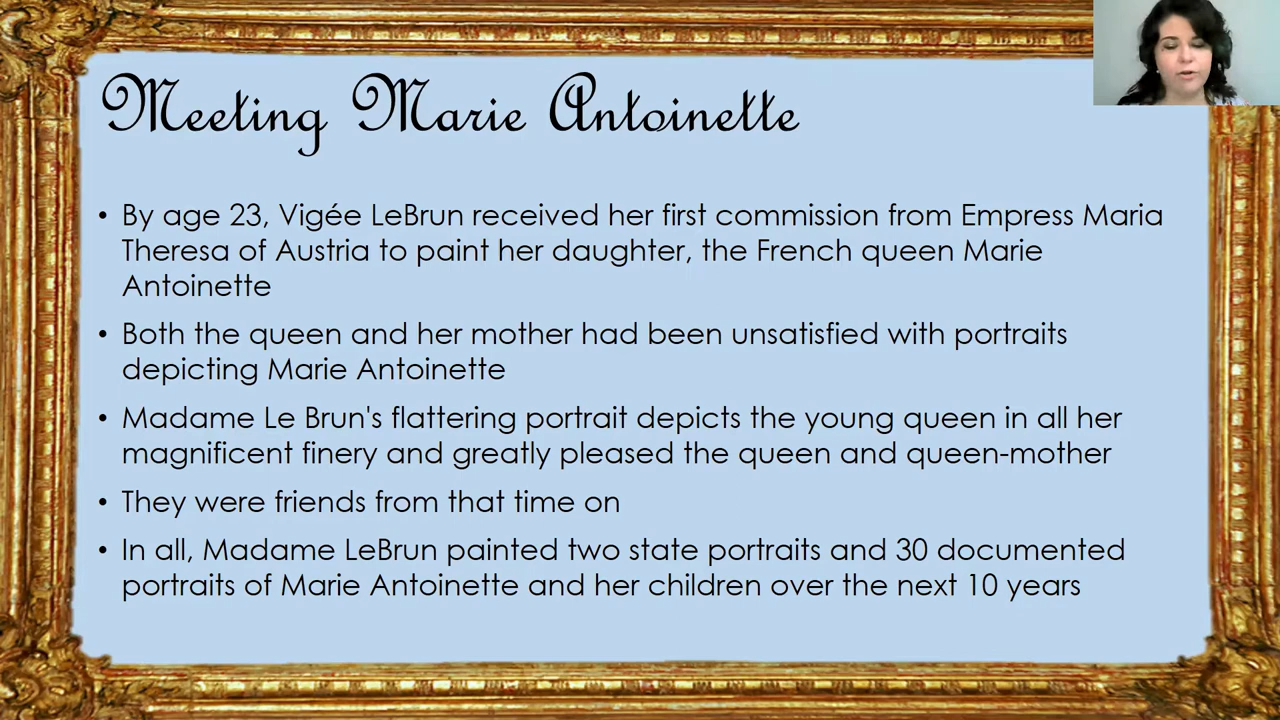 Meeting Marie Antoinette
• By age 23, Vigée LeBrun received her first commission from Empress Maria
Theresa of Austria to paint her daughter, the French queen Marie
Antoinette
• Both the queen and her mother had been unsatisfied with portraits
depicting Marie Antoinette
• Madame Le Brun's flattering portrait depicts the young queen in all her
magnificent finery and greatly pleased the queen and queen-mother
• They were friends from that time on
• In all, Madame LeBrun painted two state portraits and 30 documented
portraits of Marie Antoinette and her children over the next 10 years